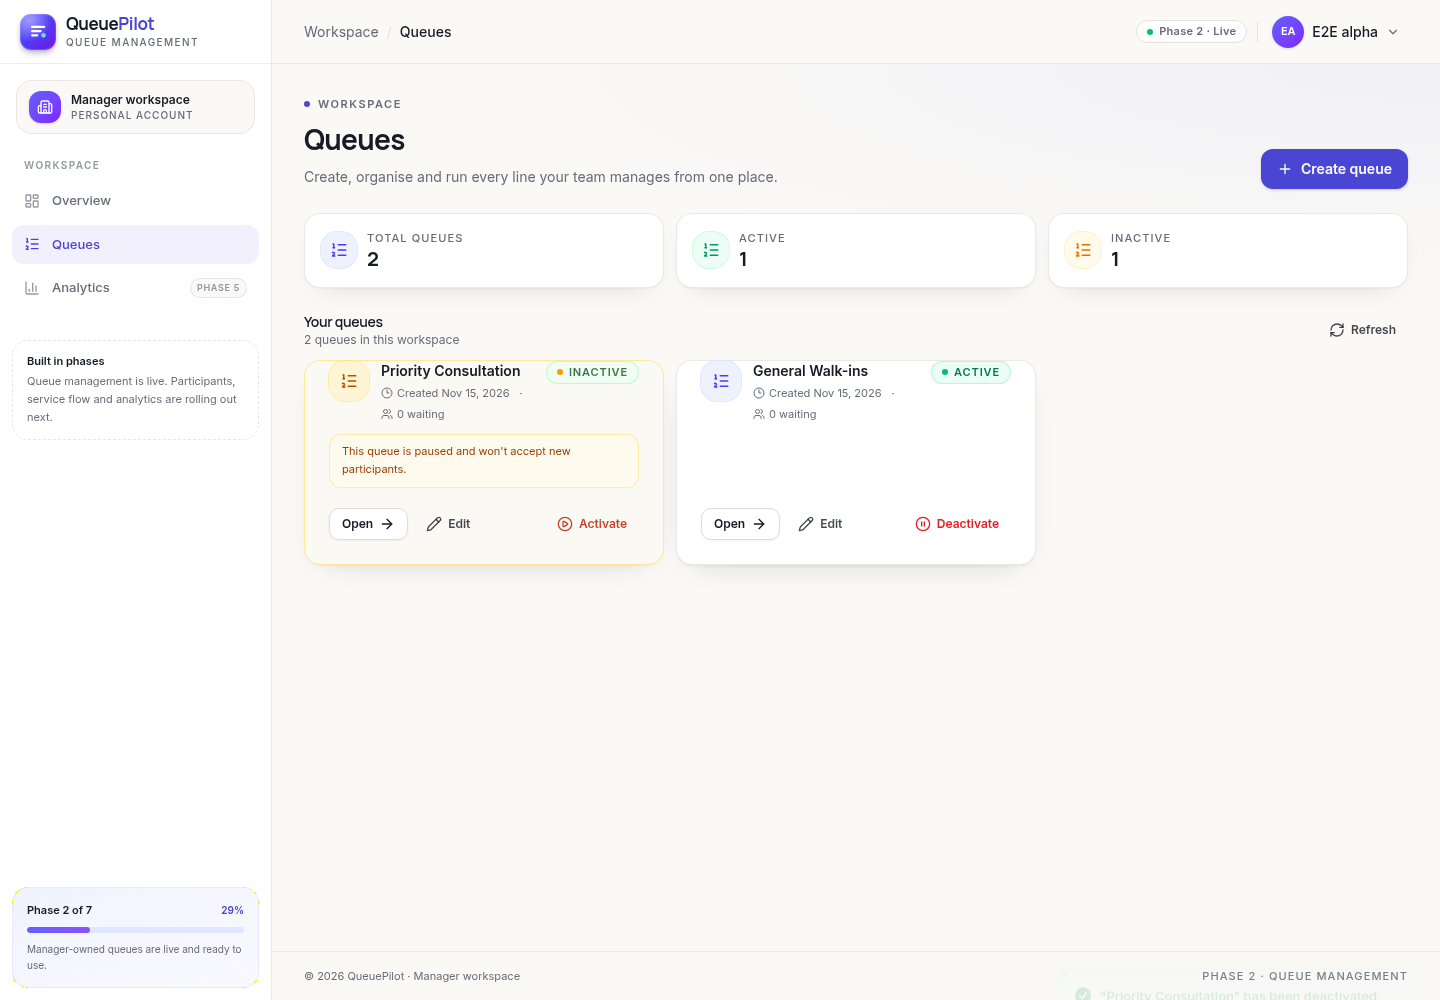 QueuePilot
QUEUE MANAGEMENT
Workspace / Queues
Phase 2 · Live
EA
E2E alpha
Manager workspace
PERSONAL ACCOUNT
WORKSPACE
Overview
Queues
Analytics
PHASE 5
Built in phases
Queue management is live. Participants,
service flow and analytics are rolling out
next.
Phase 2 of 7
29%
Manager-owned queues are live and ready to
use.
WORKSPACE
Queues
Create, organise and run every line your team manages from one place.
Create queue
TOTAL QUEUES
2
ACTIVE
1
INACTIVE
1
Your queues
2 queues in this workspace
Refresh
Priority Consultation
INACTIVE
Created Nov 15, 2026 ·
0 waiting
This queue is paused and won't accept new
participants.
Open
Edit
Activate
General Walk-ins
ACTIVE
Created Nov 15, 2026 ·
0 waiting
Open
Edit
Deactivate
© 2026 QueuePilot · Manager workspace
PHASE 2 · QUEUE MANAGEMENT
"Priority Consultation" has been deactivated.